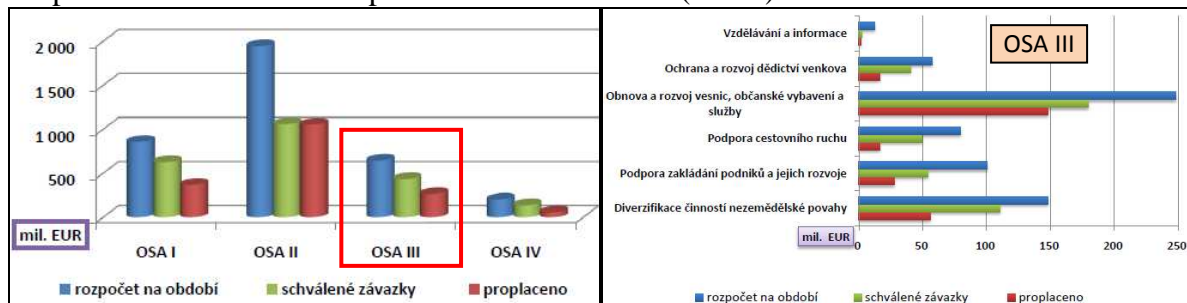 2 000
1 500
1 000
500
mil. EUR
OSA I
OSA II
OSA III
OSA IV
rozpočet na období
schválené závazky
proplaceno
OSA III
Vzdělávání a informace
Ochrana a rozvoj dědictví venkova
Obnova a rozvoj vesnic, občanské vybavení a
služby
Podpora cestovního ruchu
Podpora zakládání podniků a jejich rozvoje
Diverzifikace činností nezemědělské povahy
mil. EUR
0
50
100
150
200
250
rozpočet na období
schválené závazky
proplaceno